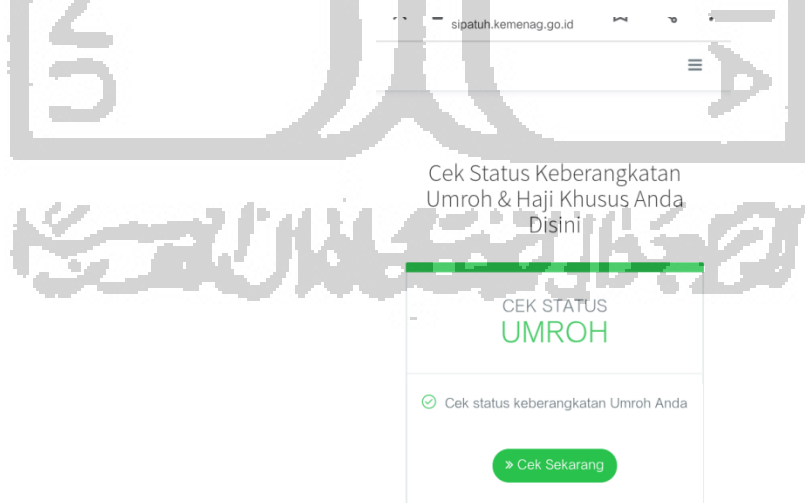 sipatuh.kemenag.go.id
Cek Status Keberangkatan
Umroh & Haji Khusus Anda
Disini
CEK STATUS
UMROH
Cek status keberangkatan Umroh Anda
» Cek Sekarang